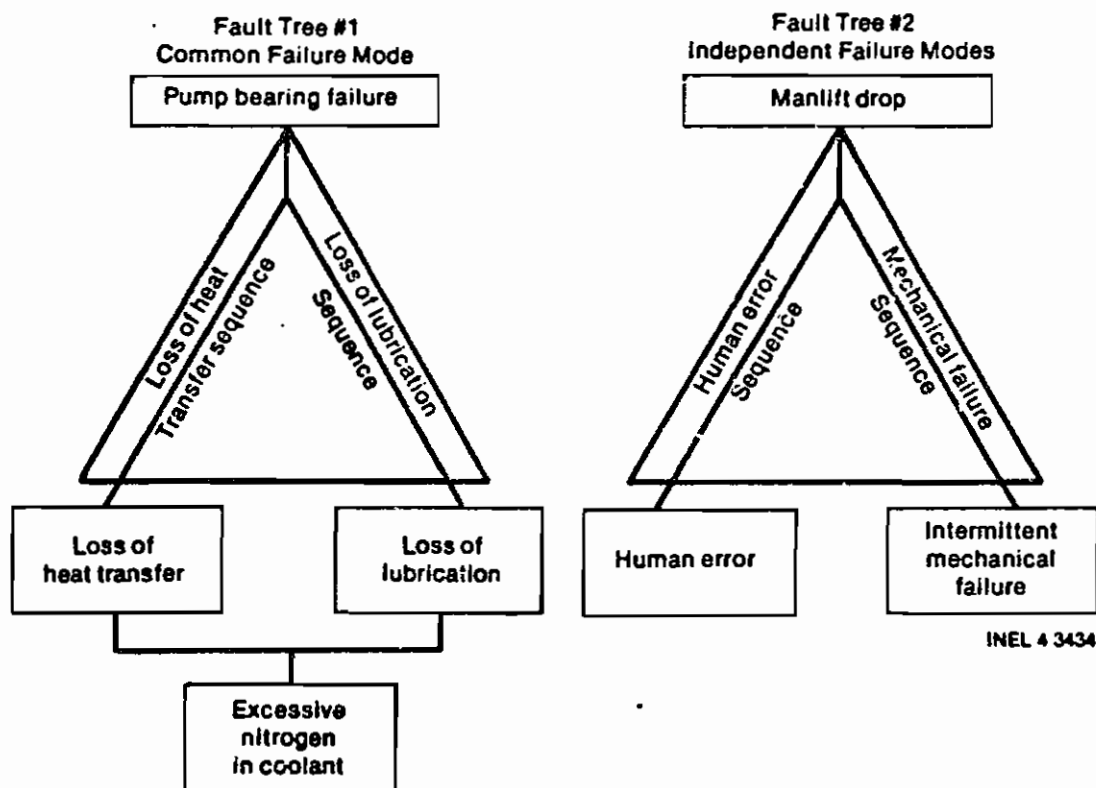 Fault Tree #1
Common Failure Mode
Pump bearing failure
Loss of heat
Transfer sequence
Loss of lubrication
Sequence
Loss of
heat transfer
Loss of
lubrication
Excessive
nitrogen
in coolant
Fault Tree #2
Independent Failure Modes
Manlift drop
Human error
Sequence
Mechanical failure
Sequence
Human error
Intermittent
mechanical
failure
INEL 4 3434